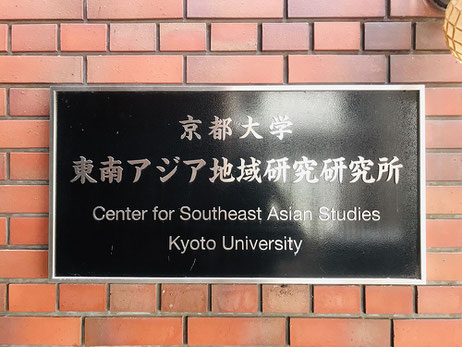 京都大学
東南アジア地域研究研究所
Center for Southeast Asian Studies
Kyoto University